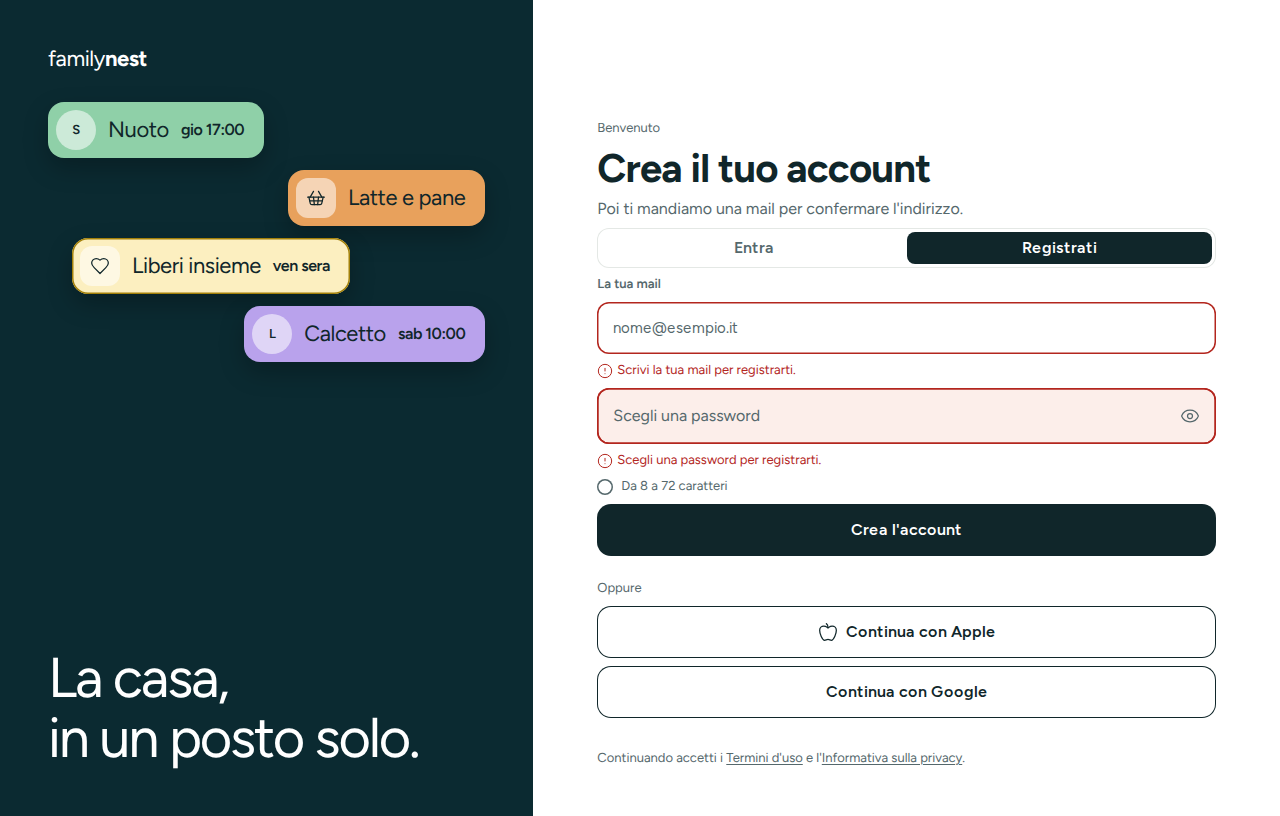 familynest
S Nuoto gio 17:00
Latte e pane
Liberi insieme ven sera
L Calcetto sab 10:00
La casa,
in un posto solo.
Benvenuto
Crea il tuo account
Poi ti mandiamo una mail per confermare l'indirizzo.
Entra Registrati
La tua mail
nome@esempio.it
Scrivi la tua mail per registrarti.
Scegli una password
Scegli una password per registrarti.
Da 8 a 72 caratteri
Crea l'account
Oppure
Continua con Apple
Continua con Google
Continuando accetti i Termini d'uso e l'Informativa sulla privacy.